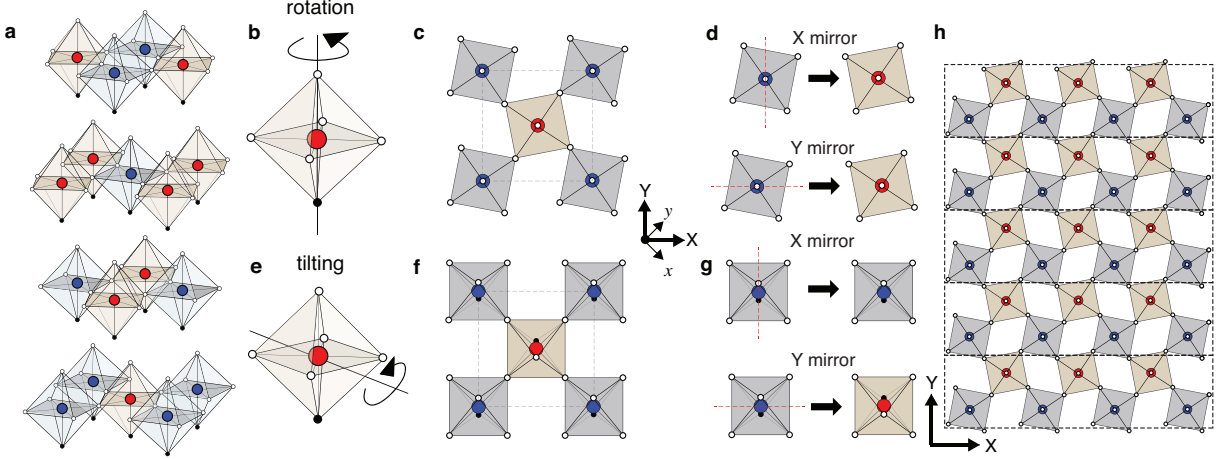 a
b
rotation
c
d
X mirror
Y mirror
h
Y
y
X
x
e
tilting
f
g
X mirror
Y mirror
Y
X